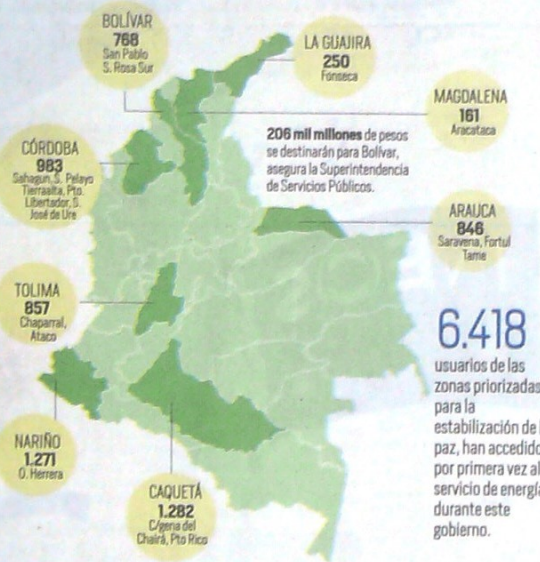 BOLÍVAR
768
San Pablo
S. Rosa Sur
LA GUAJIRA
250
Fonseca
MAGDALENA
161
Aracataca
206 mil millones de pesos
se destinarán para Bolívar,
asegura la Superintendencia
de Servicios Públicos.
CÓRDOBA
983
Sahagun, S. Pelayo
Tierraalta, Pto.
Libertador, S.
José de Ure
ARAUCA
846
Saravena, Fortul
Tame
TOLIMA
857
Chaparral,
Ataco
6.418
usuarios de las
zonas priorizadas
para la
estabilización de l
paz, han accedido
por primera vez al
servicio de energía
durante este
gobierno.
NARIÑO
1.271
O. Herrera
CAQUETÁ
1.282
C/gena del
Chairá, Pto Rico